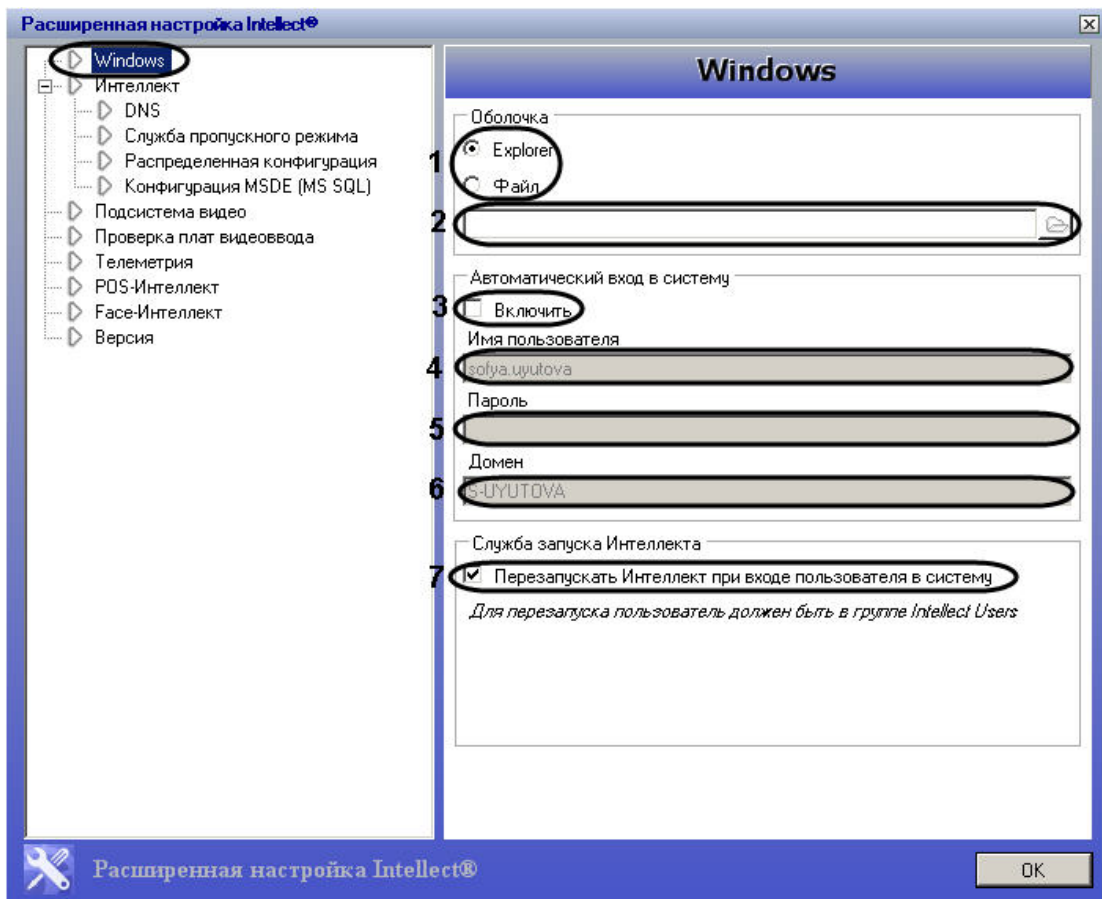 Расширенная настройка Intellect®
Windows
Интеллект
DNS
Служба пропускного режима
Распределенная конфигурация
Конфигурация MSDE (MS SQL)
Подсистема видео
Проверка плат видеоввода
Телеметрия
POS-Интеллект
Face-Интеллект
Версия
Windows
Оболочка
1 Explorer
Файл
2
Автоматический вход в систему
3 Включить
Имя пользователя
4 sofya.uyutova
Пароль
5
Домен
6 S-UYUTOVA
Служба запуска Интеллекта
7 Перезапускать Интеллект при входе пользователя в систему
Для перезапуска пользователь должен быть в группе Intellect Users
Расширенная настройка Intellect®
OK